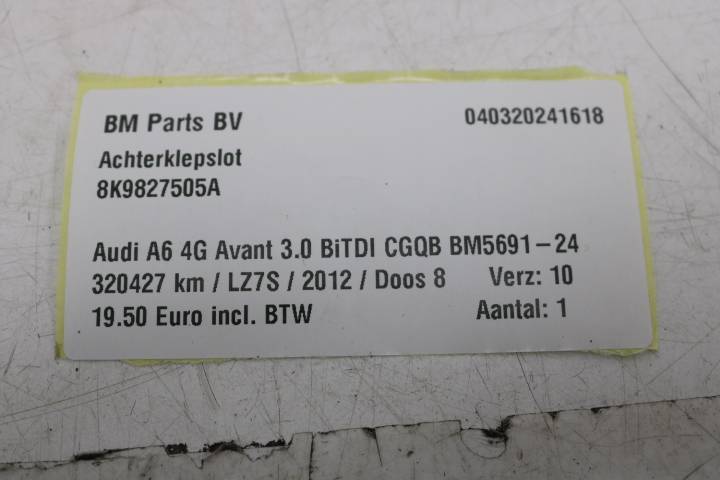 BM Parts BV 040320241618
Achterklepslot
8K9827505A
Audi A6 4G Avant 3.0 BiTDI CGQB BM5691-24
320427 km / LZ7S / 2012 / Doos 8 Verz: 10
19.50 Euro incl. BTW Aantal: 1